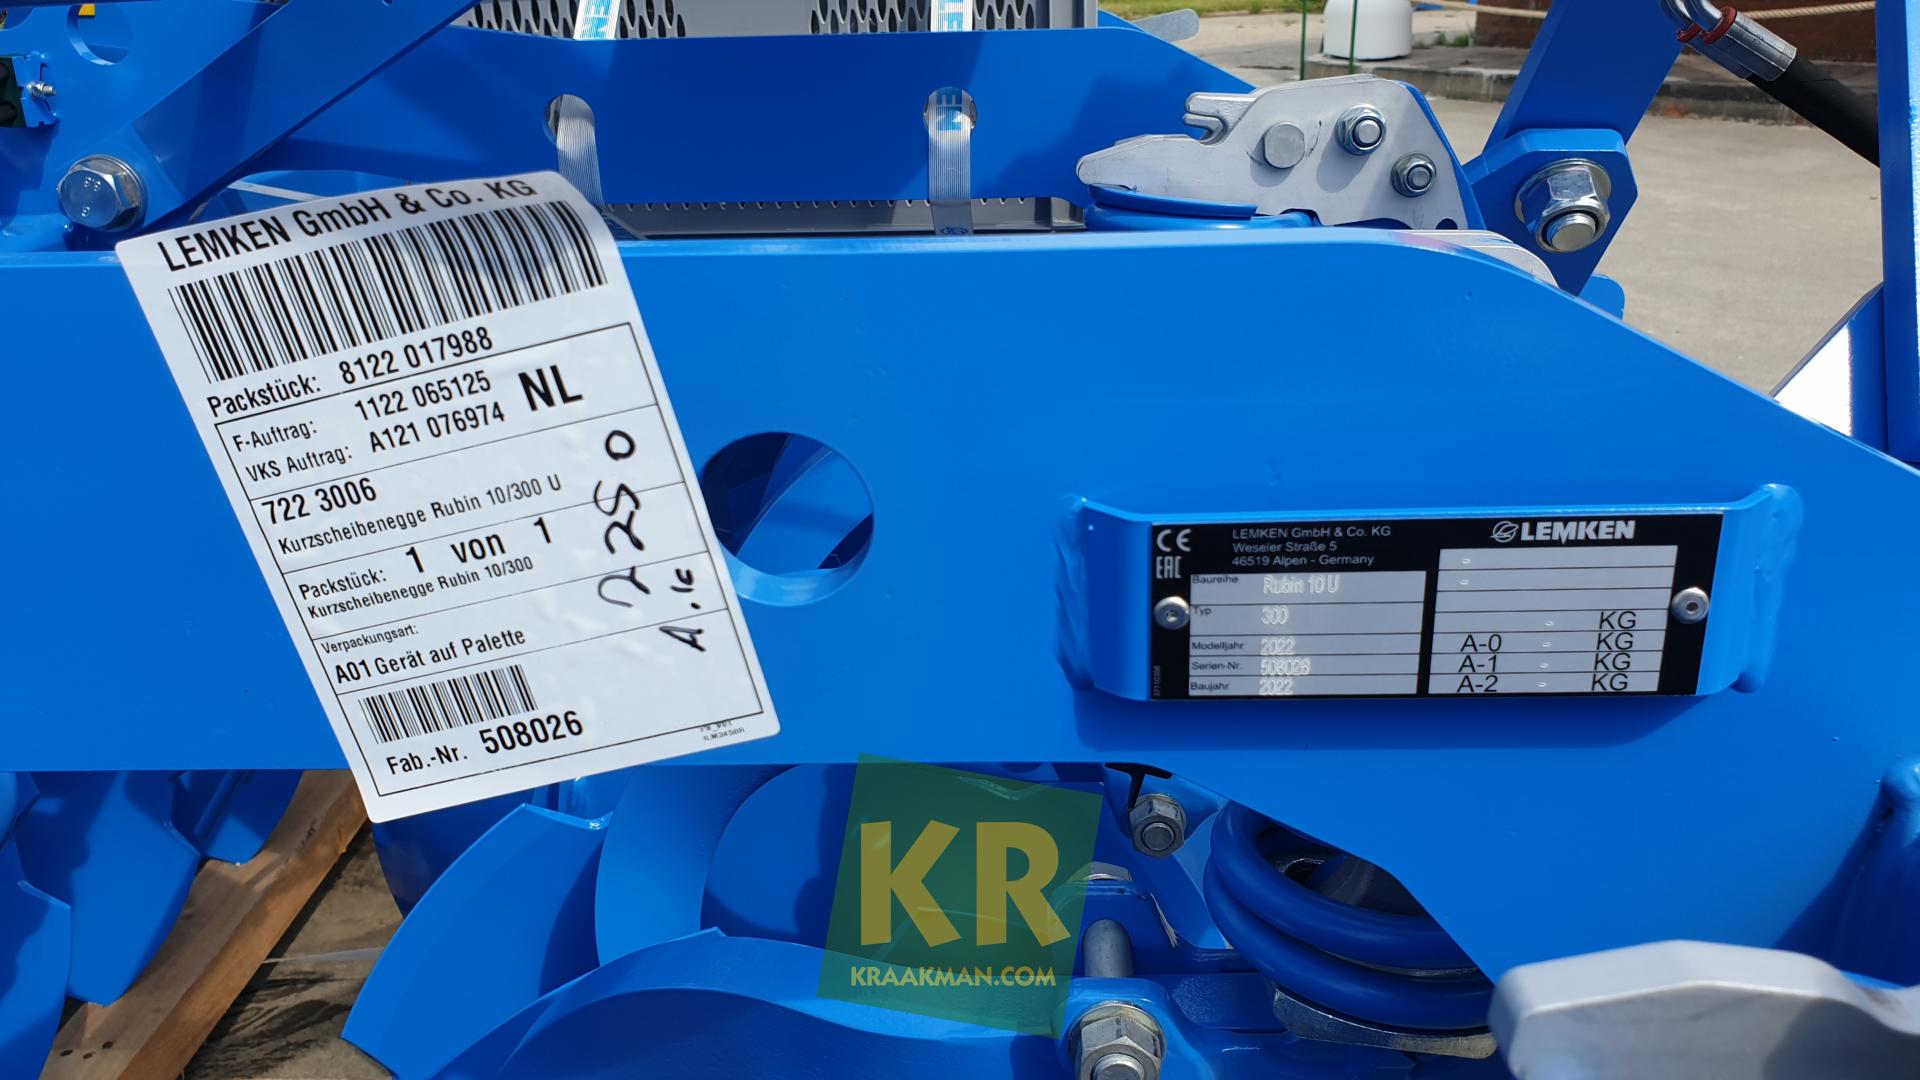 LEMKEN GmbH & Co. KG
Packstück: 8122 017988
F-Auftrag: 1122 065125
VKS Auftrag: A121 076974
NL
722 3006
Kurzscheibenegge Rubin 10/300 U
Packstück: 1 von 1
Kurzscheibenegge Rubin 10/300
Verpackungsart:
A01 Gerät auf Palette
Fab.-Nr. 508026
2250
CE
EAC
LEMKEN GmbH & Co. KG
Weseler Straße 5
46519 Alpen - Germany
LEMKEN
Baureihe Rubin 10 U
Typ 300
Modelljahr 2022
Serien-Nr. 508026
Baujahr 2022
- 
-
- KG
A-0 - KG
A-1 - KG
A-2 - KG
KR
KRAAKMAN.COM